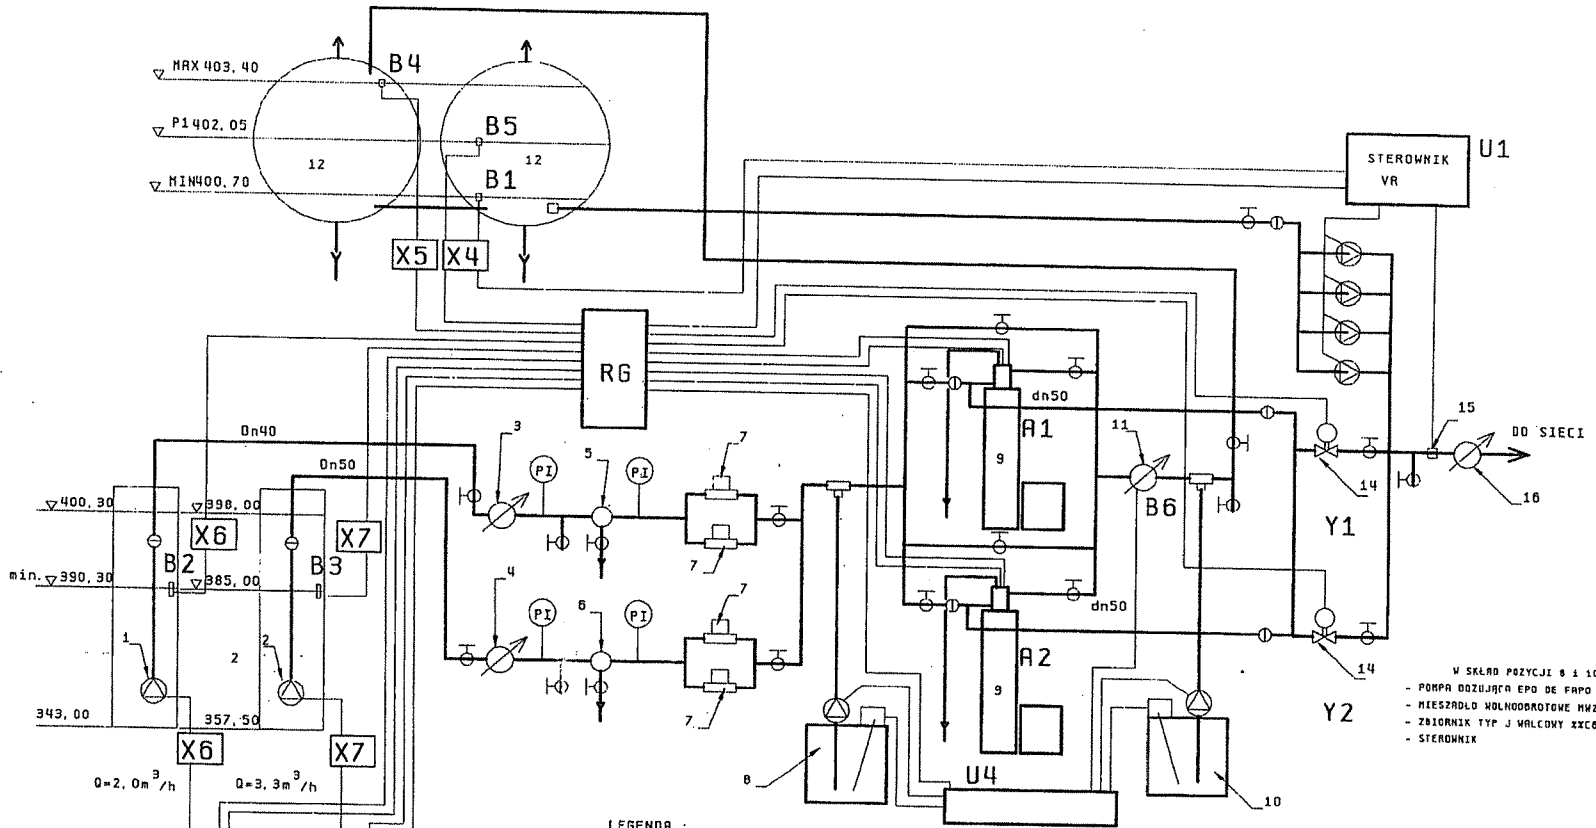 MAX 403,40
B4
P1 402,05
B5
12
12
MIN400,70
B1
STEROWNIK
VR
U1
X5
X4
RG
Dn40
3
5
7
dn50
A1
11
15
DO SIECI
Dn50
PI
PI
9
400,30
398,00
X6
X7
B6
14
16
Y1
B2
B3
min. 390,30
385,00
7
4
6
7
PI
PI
dn50
1
2
2
A2
9
14
W SKŁAD POZYCJI 8 i 10
- POMPA DOZUJĄCA EPO DE FAPO
- MIESZADŁO WOLNOOBROTOWE MWZ
- ZBIORNIK TYP J WALCOWY
- STEROWNIK
Y2
343,00
357,50
7
X6
X7
Q=2,0m³/h
Q=3,3m³/h
8
U4
10
LEGENDA :